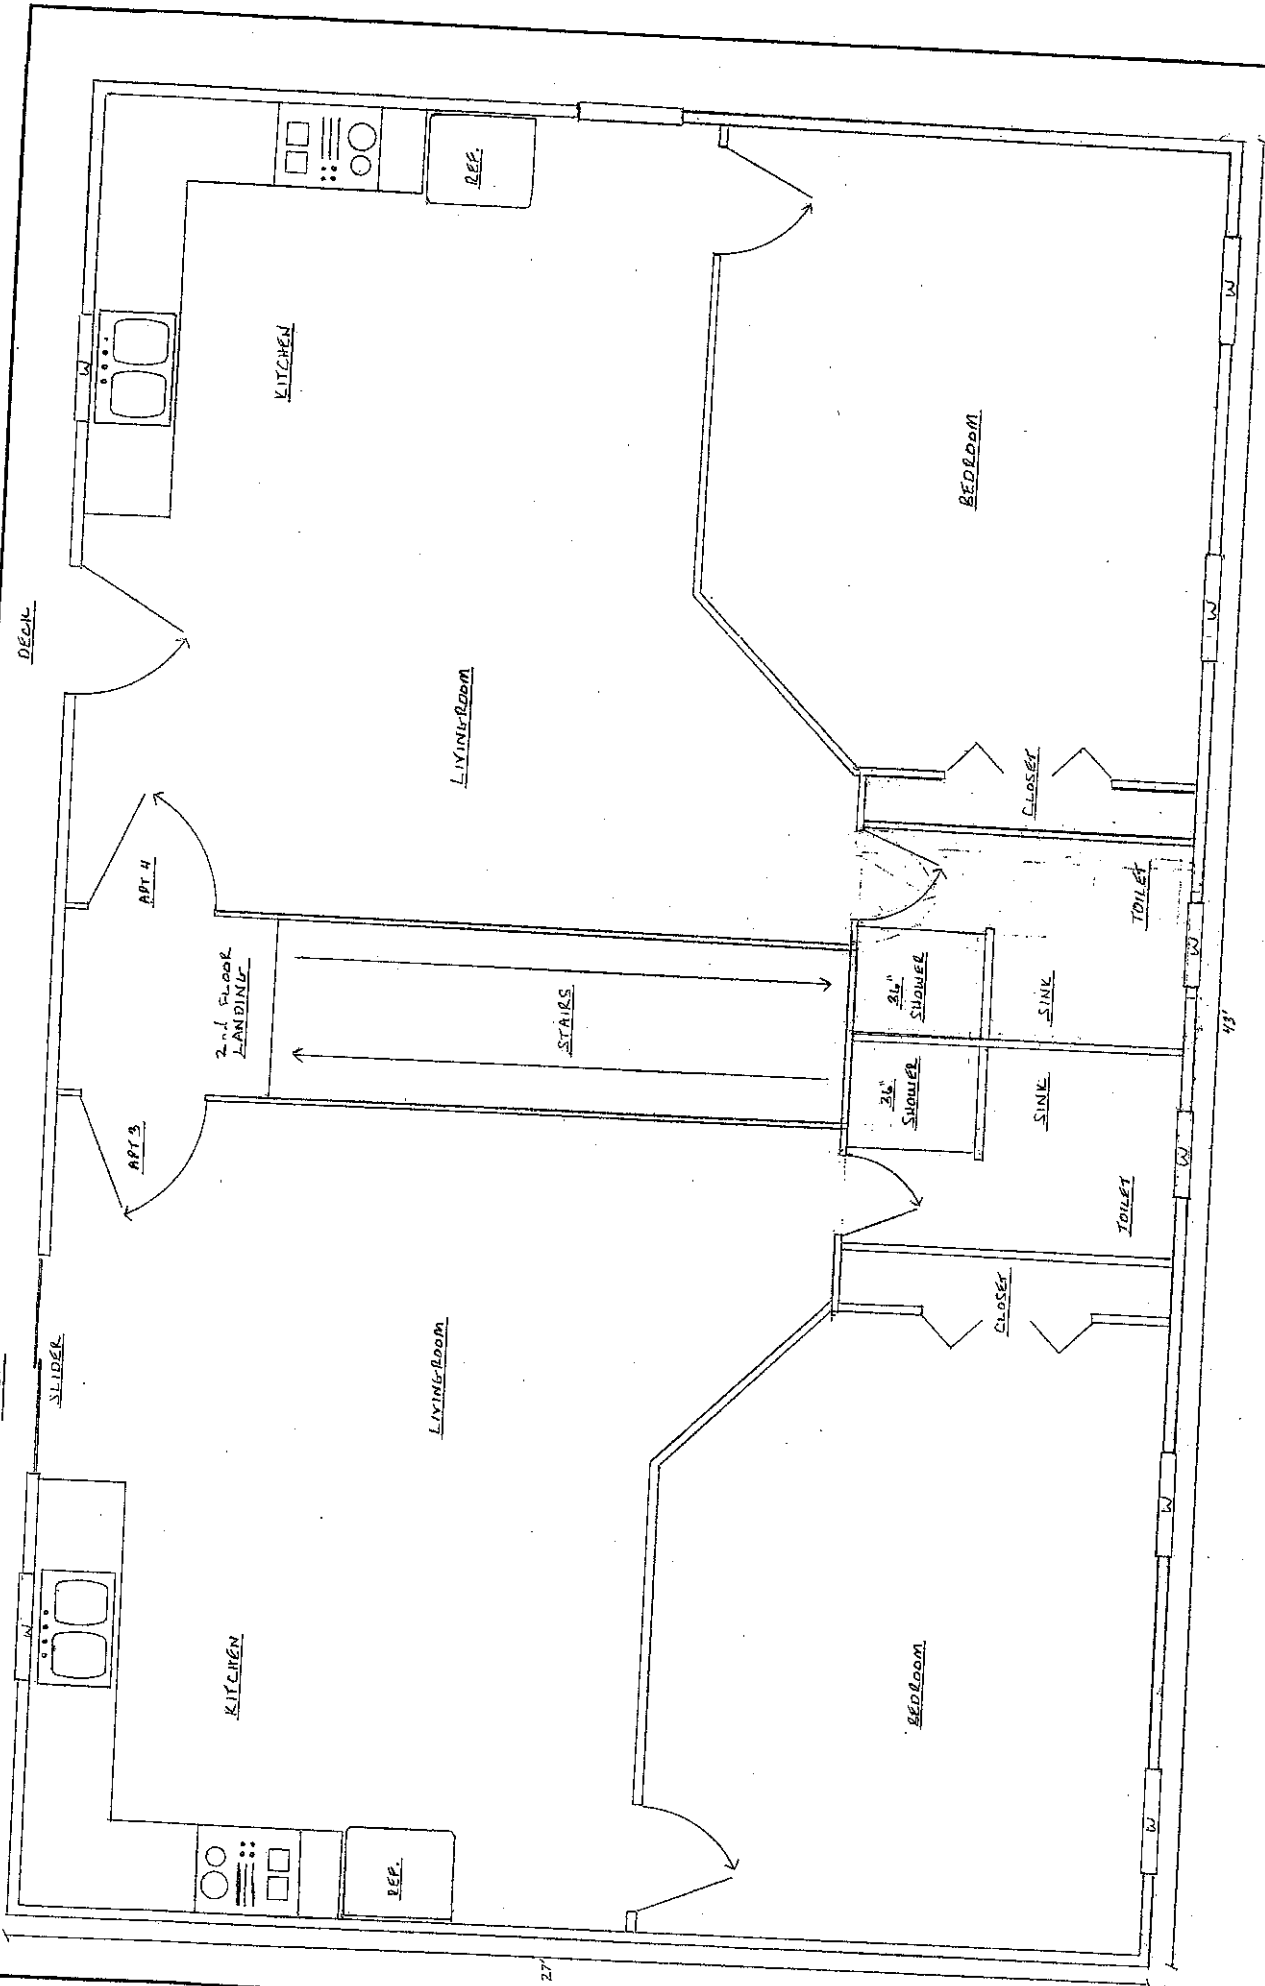 W
DECK
SLIDER
W
APT 3
APT 4
2nd FLOOR
LANDING
KITCHEN
KITCHEN
REF.
LIVINGROOM
LIVINGROOM
REF.
27'
STAIRS
36"
SHOWER
36"
SHOWER
BEDROOM
BEDROOM
CLOSET
SINK
SINK
CLOSET
TOILET
TOILET
W
W
W
W
W
W
43'